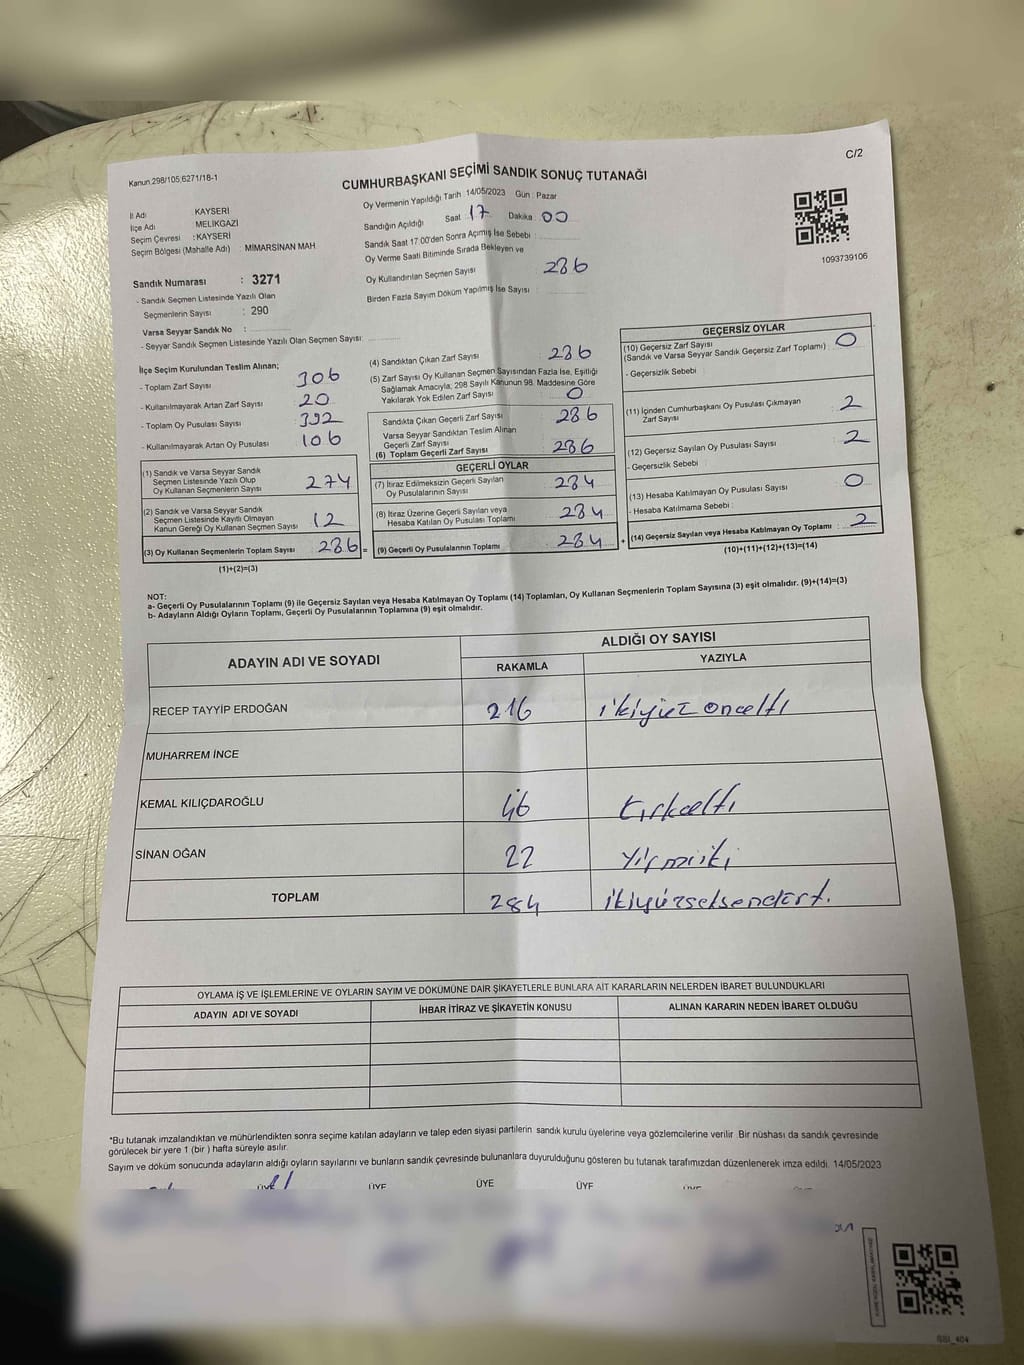 C/2
Kanun.298/105,6271/18-1
CUMHURBAŞKANI SEÇİMİ SANDIK SONUÇ TUTANAĞI
İl Adı : KAYSERİ
İlçe Adı : MELİKGAZİ
Seçim Çevresi : KAYSERİ
Seçim Bölgesi (Mahalle Adı) : MİMARSİNAN MAH
Sandık Numarası : 3271
- Sandık Seçmen Listesinde Yazılı Olan
Seçmenlerin Sayısı : 290
Varsa Seyyar Sandık No :
- Seyyar Sandık Seçmen Listesinde Yazılı Olan Seçmen Sayısı:
Oy Vermenin Yapıldığı Tarih : 14/05/2023 Gün : Pazar
Sandığın Açıldığı Saat 17 Dakika 00
Sandık Saat 17.00'den Sonra Açımış İse Sebebi :
Oy Verme Saati Bitiminde Sırada Bekleyen ve
Oy Kullandırılan Seçmen Sayısı 286
Birden Fazla Sayım Döküm Yapılmış İse Sayısı :
1093739106
İlçe Seçim Kurulundan Teslim Alınan;
- Toplam Zarf Sayısı 306
- Kullanılmayarak Artan Zarf Sayısı 20
- Toplam Oy Pusulası Sayısı 392
- Kullanılmayarak Artan Oy Pusulası 106
(1) Sandık ve Varsa Seyyar Sandık
Seçmen Listesinde Yazılı Olup
Oy Kullanan Seçmenlerin Sayısı 274
(2) Sandık ve Varsa Seyyar Sandık
Seçmen Listesinde Kayıtlı Olmayan
Kanun Gereği Oy Kullanan Seçmen Sayısı 12
(3) Oy Kullanan Seçmenlerin Toplam Sayısı 286 =
(1)+(2)=(3)
(4) Sandıktan Çıkan Zarf Sayısı 286
(5) Zarf Sayısı Oy Kullanan Seçmen Sayısından Fazla İse, Eşitliği
Sağlamak Amacıyla, 298 Sayılı Kanunun 98. Maddesine Göre
Yakılarak Yok Edilen Zarf Sayısı : 0
Sandıkta Çıkan Geçerli Zarf Sayısı : 286
Varsa Seyyar Sandıktan Teslim Alınan
Geçerli Zarf Sayısı
(6) Toplam Geçerli Zarf Sayısı : 286
GEÇERLİ OYLAR
(7) İtiraz Edilmeksizin Geçerli Sayılan
Oy Pusulalarının Sayısı : 284
(8) İtiraz Üzerine Geçerli Sayılan veya
Hesaba Katılan Oy Pusulası Toplamı : 284
(9) Geçerli Oy Pusulalarının Toplamı : 284 +
GEÇERSİZ OYLAR
(10) Geçersiz Zarf Sayısı
(Sandık ve Varsa Seyyar Sandık Geçersiz Zarf Toplamı) : 0
- Geçersizlik Sebebi :
(11) İçinden Cumhurbaşkanı Oy Pusulası Çıkmayan
Zarf Sayısı : 2
(12) Geçersiz Sayılan Oy Pusulası Sayısı : 2
- Geçersizlik Sebebi :
(13) Hesaba Katılmayan Oy Pusulası Sayısı : 0
- Hesaba Katılmama Sebebi :
(14) Geçersiz Sayılan veya Hesaba Katılmayan Oy Toplamı : 2
(10)+(11)+(12)+(13)=(14)
NOT:
a- Geçerli Oy Pusulalarının Toplamı (9) ile Geçersiz Sayılan veya Hesaba Katılmayan Oy Toplamı (14) Toplamları, Oy Kullanan Seçmenlerin Toplam Sayısına (3) eşit olmalıdır. (9)+(14)=(3)
b- Adayların Aldığı Oyların Toplamı, Geçerli Oy Pusulalarının Toplamına (9) eşit olmalıdır.
ADAYIN ADI VE SOYADI
ALDIĞI OY SAYISI
RAKAMLA YAZIYLA
RECEP TAYYİP ERDOĞAN 216 ikiyüzonaltı
MUHARREM İNCE
KEMAL KILIÇDAROĞLU 46 Kırkaltı
SİNAN OĞAN 22 Yirmiiki
TOPLAM 284 ikiyüzseksendört.
OYLAMA İŞ VE İŞLEMLERİNE VE OYLARIN SAYIM VE DÖKÜMÜNE DAİR ŞİKAYETLERLE BUNLARA AİT KARARLARIN NELERDEN İBARET BULUNDUKLARI
ADAYIN ADI VE SOYADI İHBAR İTİRAZ VE ŞİKAYETİN KONUSU ALINAN KARARIN NEDEN İBARET OLDUĞU
*Bu tutanak imzalandıktan ve mühürlendikten sonra seçime katılan adayların ve talep eden siyasi partilerin sandık kurulu üyelerine veya gözlemcilerine verilir. Bir nüshası da sandık çevresinde
görülecek bir yere 1 (bir ) hafta süreyle asılır.
Sayım ve döküm sonucunda adayların aldığı oyların sayılarını ve bunların sandık çevresinde bulunanlara duyurulduğunu gösteren bu tutanak tarafımızdan düzenlenerek imza edildi. 14/05/2023
ÜYE ÜYE ÜYE ÜYE